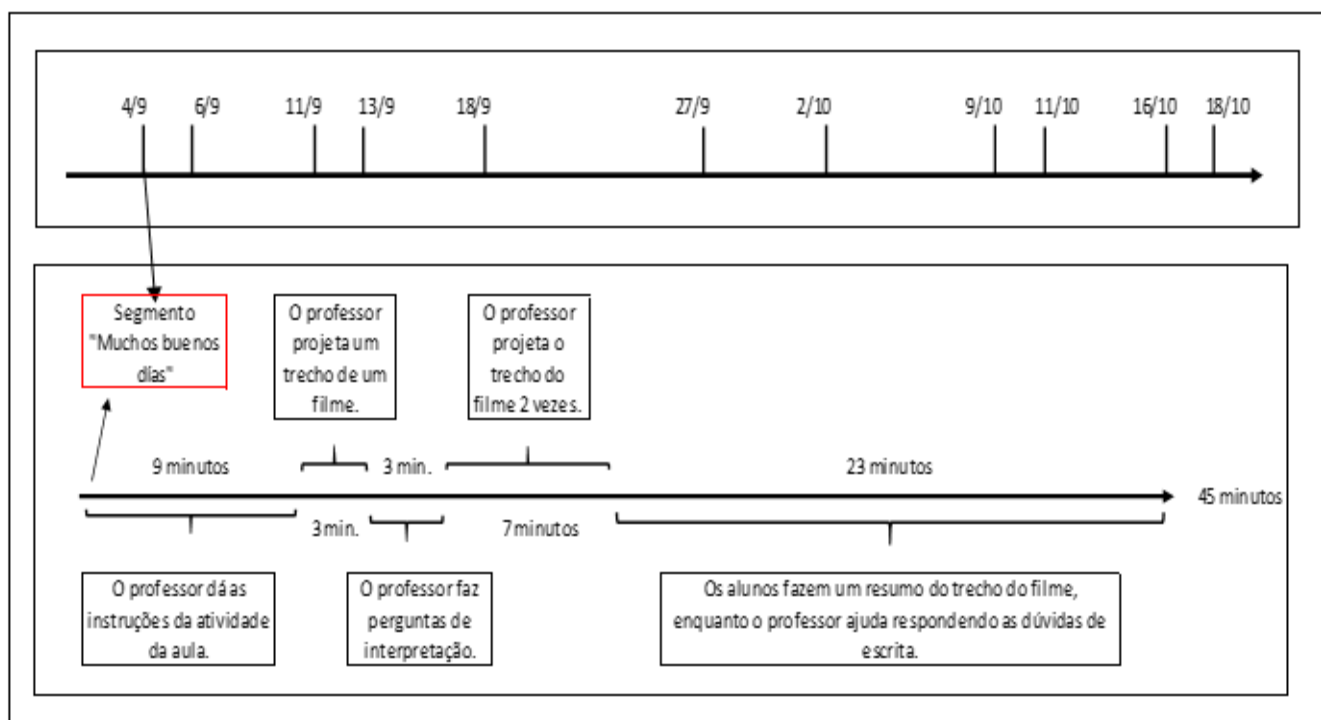 4/9 6/9 11/9 13/9 18/9 27/9 2/10 9/10 11/10 16/10 18/10
Segmento
"Muchos buenos
días"
O professor
projeta um
trecho de um
filme.
O professor
projeta o
trecho do
filme 2 vezes.
9 minutos
3 min.
23 minutos
45 minutos
3 min.
7 minutos
O professor dá as
instruções da atividade
da aula.
O professor faz
perguntas de
interpretação.
Os alunos fazem um resumo do trecho do filme,
enquanto o professor ajuda respondendo as dúvidas de
escrita.